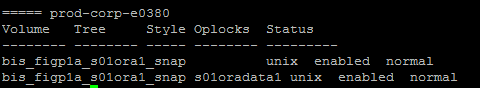 ===== prod-corp-e0380
Volume   Tree      Style Oplocks  Status
-------- -------- ----- -------- ---------
bis_figp1a_s01ora1_snap          unix  enabled  normal
bis_figp1a_s01ora1_snap s01oradata1 unix  enabled  normal